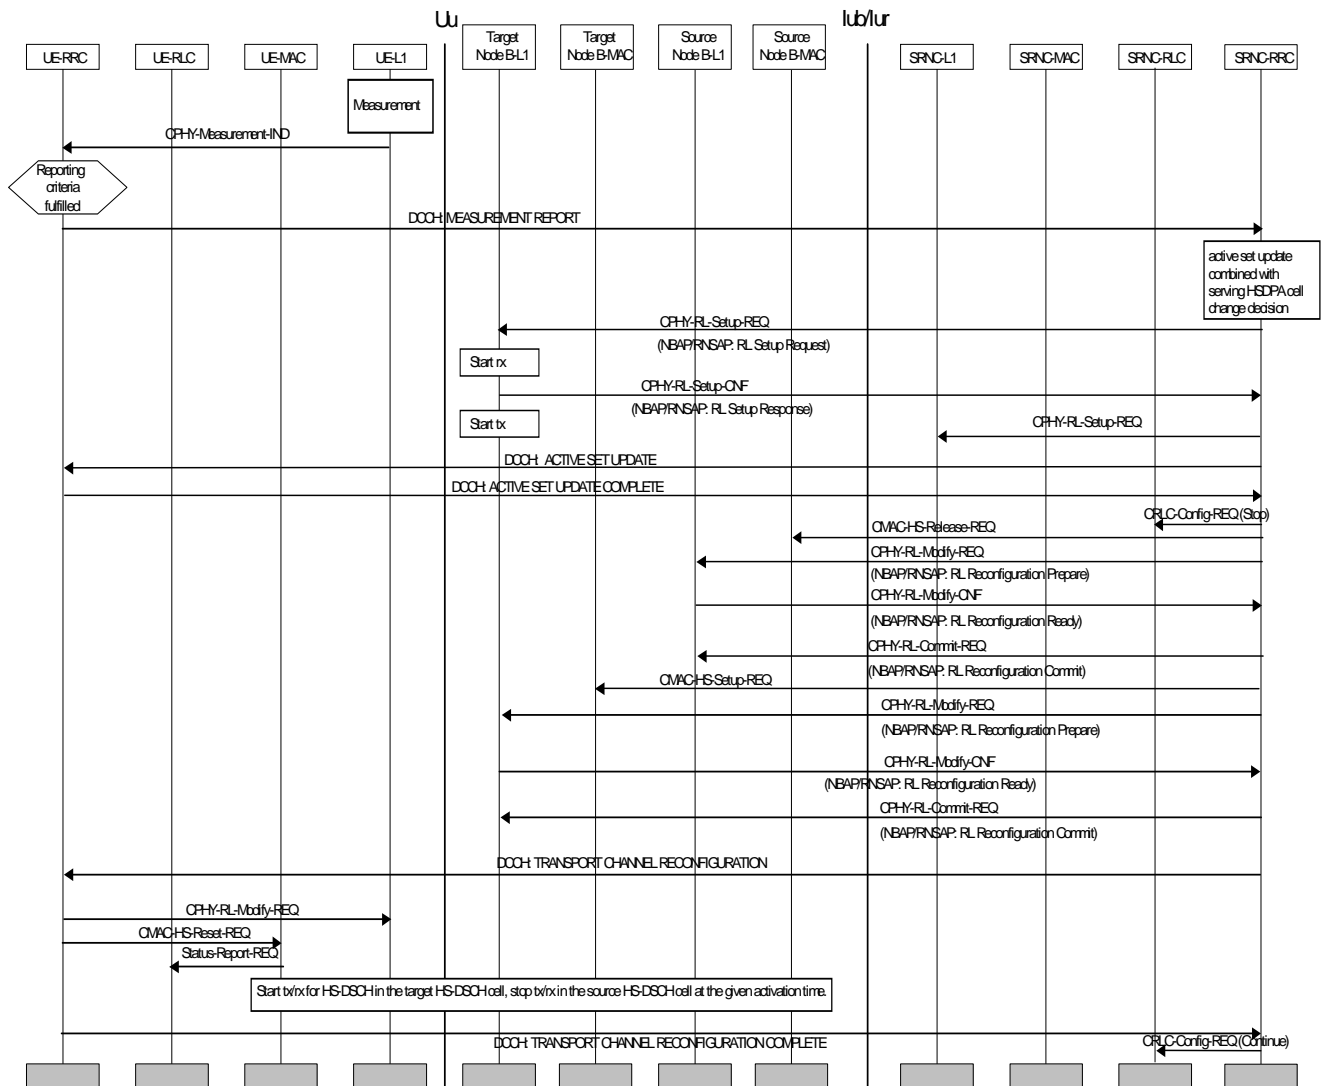 Uu
Iub/Iur
UE-RRC
UE-RLC
UE-MAC
UE-L1
Target
Node B-L1
Target
Node B-MAC
Source
Node B-L1
Source
Node B-MAC
SRNC-L1
SRNC-MAC
SRNC-RLC
SRNC-RRC
Measurement
CPHY-Measurement-IND
Reporting
criteria
fulfilled
DCCH: MEASUREMENT REPORT
active set update
combined with
serving HSDPA cell
change decision
CPHY-RL-Setup-REQ
(NBAP/RNSAP: RL Setup Request)
Start rx
CPHY-RL-Setup-CNF
(NBAP/RNSAP: RL Setup Response)
Start tx
CPHY-RL-Setup-REQ
DCCH: ACTIVE SET UPDATE
DCCH: ACTIVE SET UPDATE COMPLETE
CRLC-Config-REQ (Stop)
CMAC-HS-Release-REQ
CPHY-RL-Modify-REQ
(NBAP/RNSAP: RL Reconfiguration Prepare)
CPHY-RL-Modify-CNF
(NBAP/RNSAP: RL Reconfiguration Ready)
CPHY-RL-Commit-REQ
(NBAP/RNSAP: RL Reconfiguration Commit)
CMAC-HS-Setup-REQ
CPHY-RL-Modify-REQ
(NBAP/RNSAP: RL Reconfiguration Prepare)
CPHY-RL-Modify-CNF
(NBAP/RNSAP: RL Reconfiguration Ready)
CPHY-RL-Commit-REQ
(NBAP/RNSAP: RL Reconfiguration Commit)
DCCH: TRANSPORT CHANNEL RECONFIGURATION
CPHY-RL-Modify-REQ
CMAC-HS-Reset-REQ
Status-Report-REQ
Start tx/rx for HS-DSCH in the target HS-DSCH cell, stop tx/rx in the source HS-DSCH cell at the given activation time.
DCCH: TRANSPORT CHANNEL RECONFIGURATION COMPLETE
CRLC-Config-REQ (Continue)